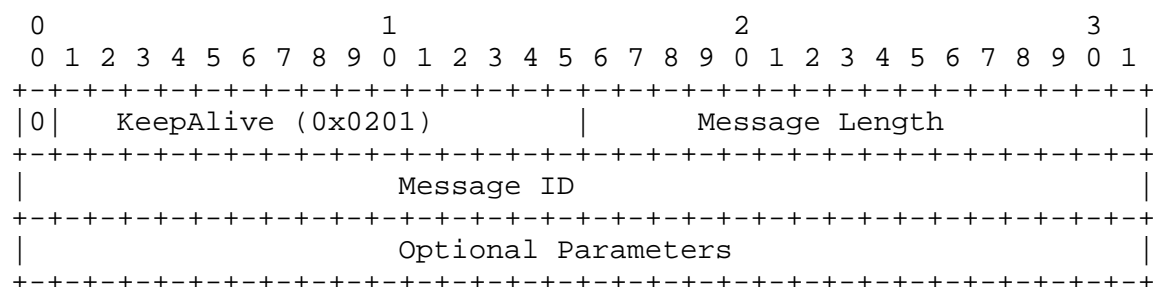 0                   1                   2                   3
 0 1 2 3 4 5 6 7 8 9 0 1 2 3 4 5 6 7 8 9 0 1 2 3 4 5 6 7 8 9 0 1
+-+-+-+-+-+-+-+-+-+-+-+-+-+-+-+-+-+-+-+-+-+-+-+-+-+-+-+-+-+-+-+-+
|0|   KeepAlive (0x0201)        |      Message Length           |
+-+-+-+-+-+-+-+-+-+-+-+-+-+-+-+-+-+-+-+-+-+-+-+-+-+-+-+-+-+-+-+-+
|                     Message ID                                |
+-+-+-+-+-+-+-+-+-+-+-+-+-+-+-+-+-+-+-+-+-+-+-+-+-+-+-+-+-+-+-+-+
|                     Optional Parameters                       |
+-+-+-+-+-+-+-+-+-+-+-+-+-+-+-+-+-+-+-+-+-+-+-+-+-+-+-+-+-+-+-+-+